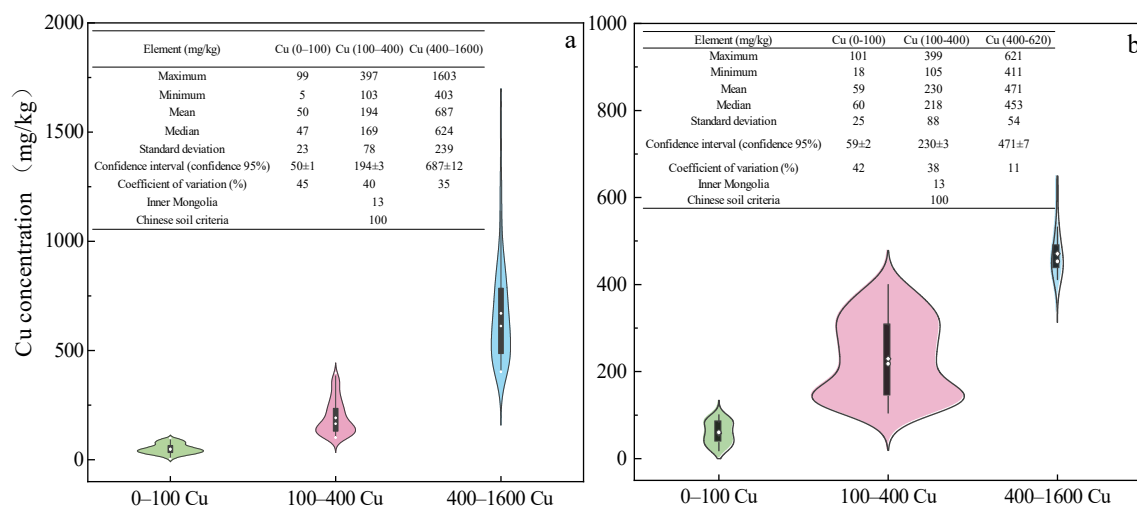 Cu concentration （mg/kg）
2000
1500
1000
500
0
a
Element (mg/kg) Cu (0–100) Cu (100–400) Cu (400–1600)
Maximum 99 397 1603
Minimum 5 103 403
Mean 50 194 687
Median 47 169 624
Standard deviation 23 78 239
Confidence interval (confidence 95%) 50±1 194±3 687±12
Coefficient of variation (%) 45 40 35
Inner Mongolia 13
Chinese soil criteria 100
0–100 Cu 100–400 Cu 400–1600 Cu
1000
800
600
400
200
0
b
Element (mg/kg) Cu (0-100) Cu (100-400) Cu (400-620)
Maximum 101 399 621
Minimum 18 105 411
Mean 59 230 471
Median 60 218 453
Standard deviation 25 88 54
Confidence interval (confidence 95%) 59±2 230±3 471±7
Coefficient of variation (%) 42 38 11
Inner Mongolia 13
Chinese soil criteria 100
0–100 Cu 100–400 Cu 400–1600 Cu